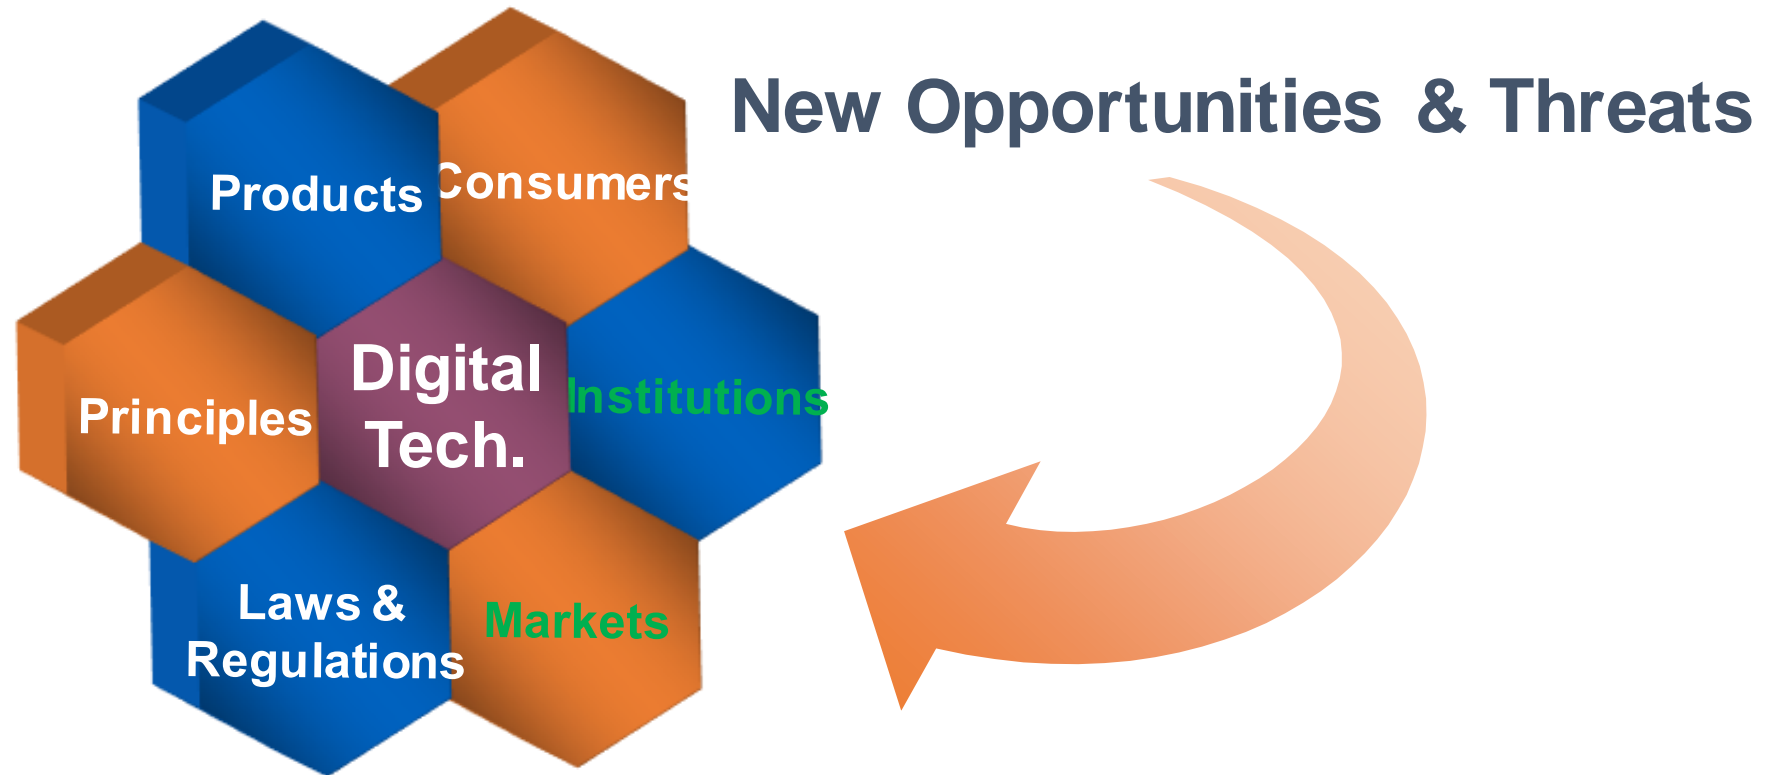 New Opportunities & Threats
Products
Consumers
Digital
Tech.
Institutions
Principles
Laws &
Regulations
Markets